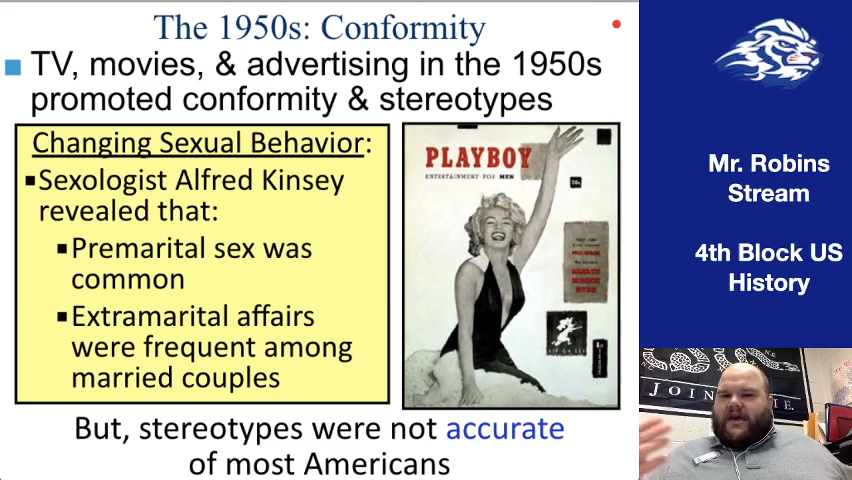 The 1950s: Conformity
TV, movies, & advertising in the 1950s
promoted conformity & stereotypes
Changing Sexual Behavior:
Sexologist Alfred Kinsey
revealed that:
Premarital sex was
common
Extramarital affairs
were frequent among
married couples
PLAYBOY
ENTERTAINMENT FOR MEN
50c
But, stereotypes were not accurate
of most Americans
Mr. Robins
Stream
4th Block US
History
JOIN